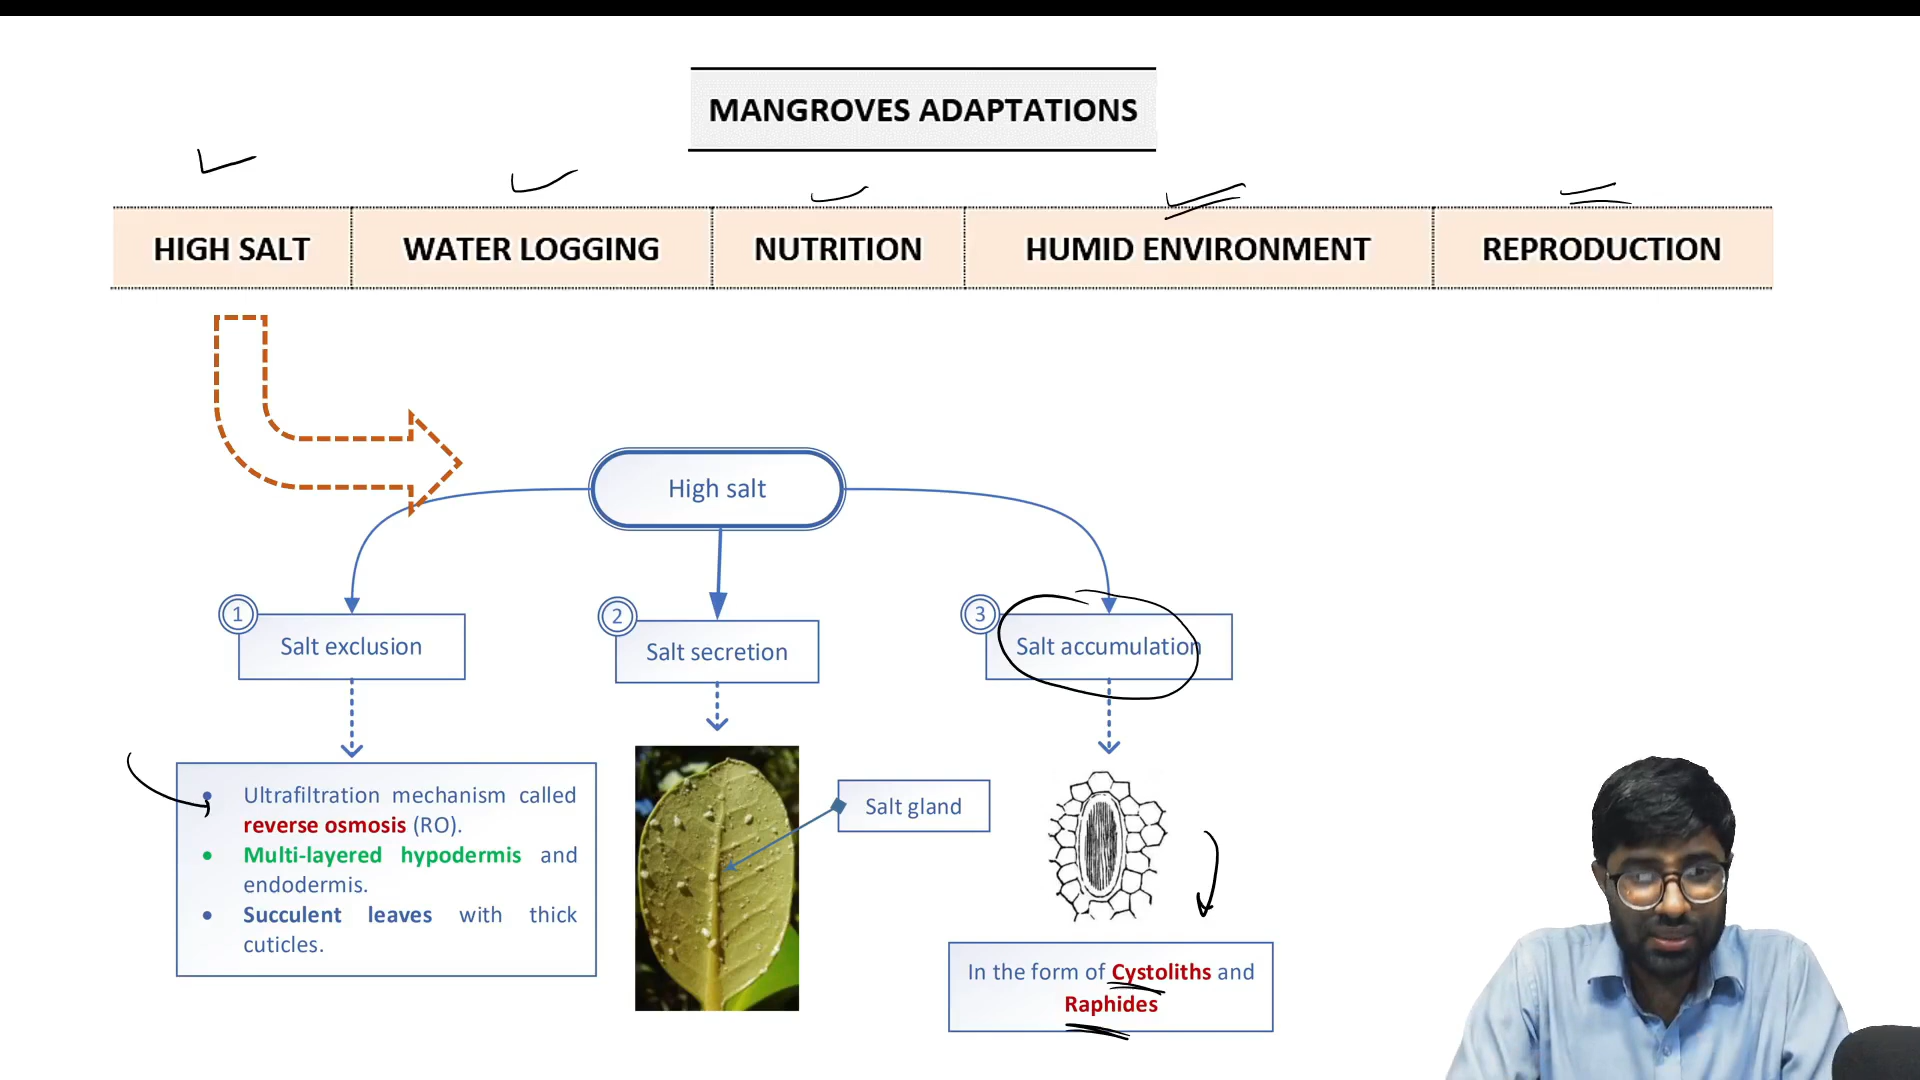 MANGROVES ADAPTATIONS
HIGH SALT
WATER LOGGING
NUTRITION
HUMID ENVIRONMENT
REPRODUCTION
High salt
1
Salt exclusion
2
Salt secretion
3
Salt accumulation
• Ultrafiltration mechanism called
reverse osmosis (RO).
• Multi-layered hypodermis and
endodermis.
• Succulent leaves with thick
cuticles.
Salt gland
In the form of Cystoliths and
Raphides